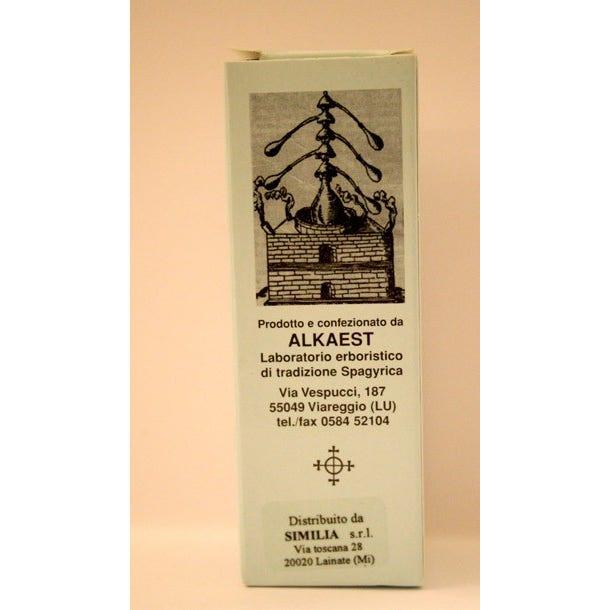 Prodotto e confezionato da
ALKAEST
Laboratorio erboristico
di tradizione Spagyrica
Via Vespucci, 187
55049 Viareggio (LU)
tel./fax 0584 52104
Distribuito da
SIMILIA s.r.l.
Via toscana 28
20020 Lainate (Mi)